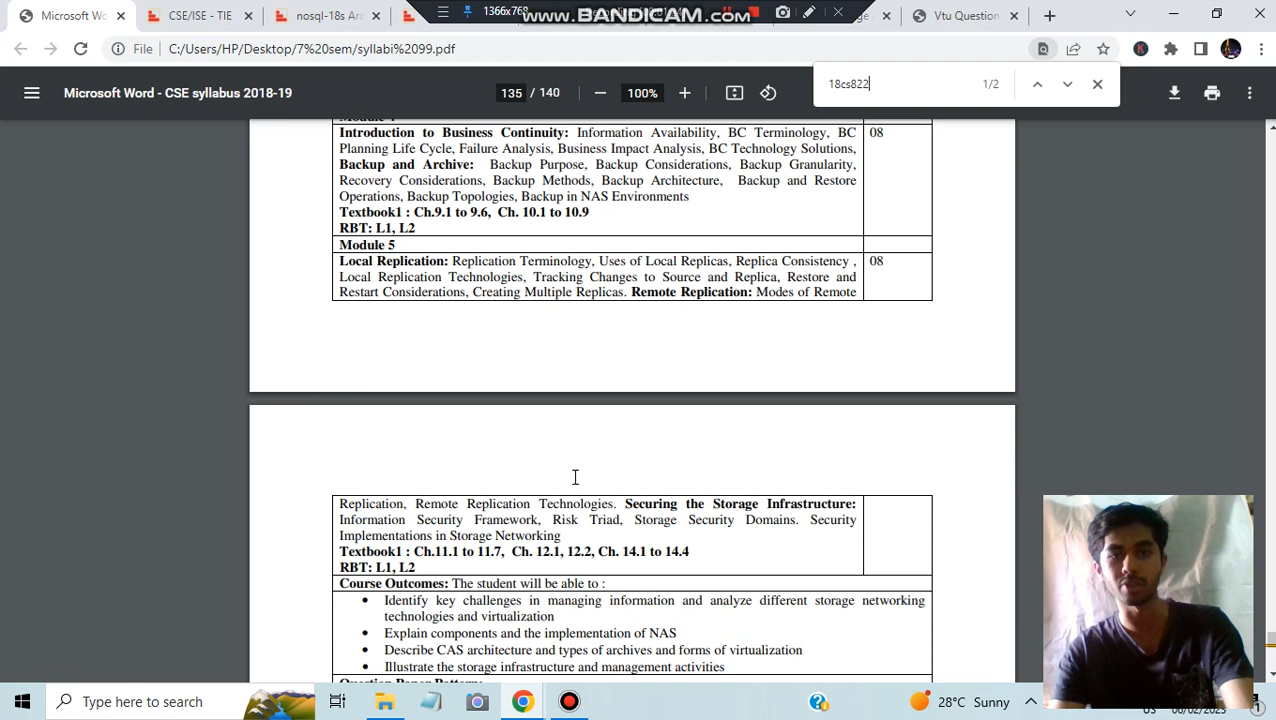 Microsoft W
CSE/ISE - TIE
nosql-18s Arc
1366x768
WWW.BANDICAM.COM
Vtu Question
File
C:/Users/HP/Desktop/7%20sem/syllabi%2099.pdf
Microsoft Word - CSE syllabus 2018-19
135 / 140
100%
18cs822
1/2
Introduction to Business Continuity: Information Availability, BC Terminology, BC
08
Planning Life Cycle, Failure Analysis, Business Impact Analysis, BC Technology Solutions,
Backup and Archive: Backup Purpose, Backup Considerations, Backup Granularity,
Recovery Considerations, Backup Methods, Backup Architecture, Backup and Restore
Operations, Backup Topologies, Backup in NAS Environments
Textbook1 : Ch.9.1 to 9.6, Ch. 10.1 to 10.9
RBT: L1, L2
Module 5
Local Replication: Replication Terminology, Uses of Local Replicas, Replica Consistency ,
08
Local Replication Technologies, Tracking Changes to Source and Replica, Restore and
Restart Considerations, Creating Multiple Replicas. Remote Replication: Modes of Remote
Replication, Remote Replication Technologies. Securing the Storage Infrastructure:
Information Security Framework, Risk Triad, Storage Security Domains. Security
Implementations in Storage Networking
Textbook1 : Ch.11.1 to 11.7, Ch. 12.1, 12.2, Ch. 14.1 to 14.4
RBT: L1, L2
Course Outcomes: The student will be able to :
• Identify key challenges in managing information and analyze different storage networking
technologies and virtualization
• Explain components and the implementation of NAS
• Describe CAS architecture and types of archives and forms of virtualization
• Illustrate the storage infrastructure and management activities
Type here to search
28°C Sunny